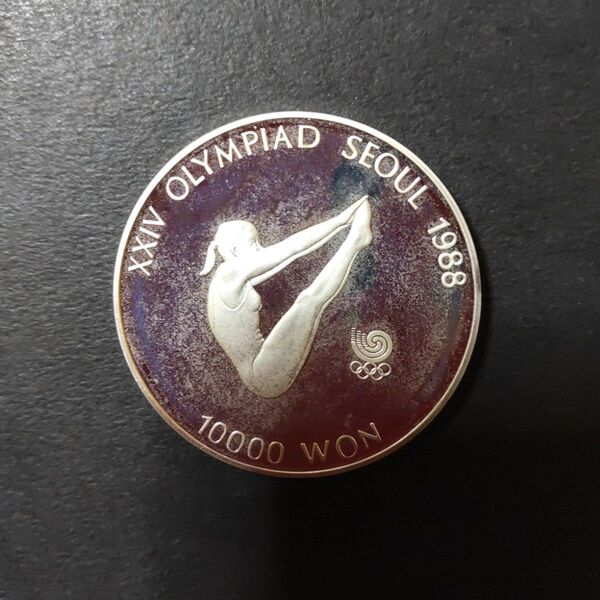 XXIV OLYMPIAD SEOUL 1988
10000 WON